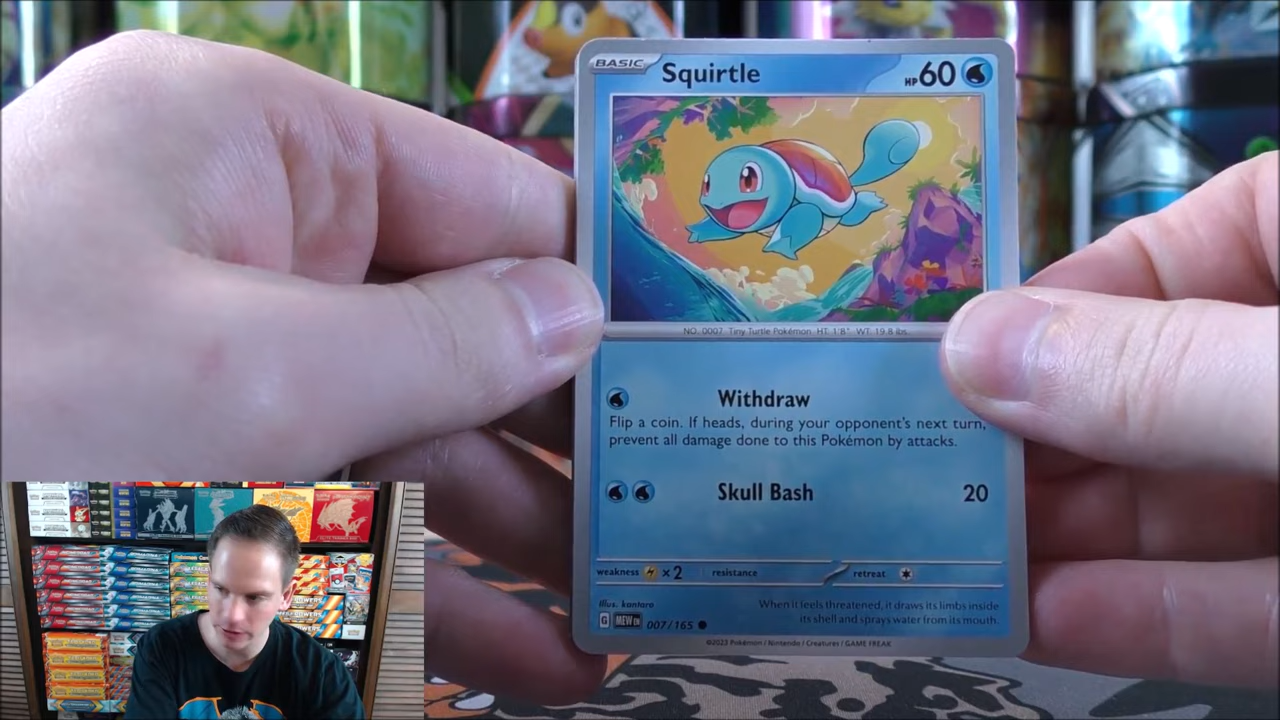 BASIC Squirtle HP 60
NO. 0007 Tiny Turtle Pokémon HT: 1'8" WT: 19.8 lbs.
Withdraw
Flip a coin. If heads, during your opponent's next turn,
prevent all damage done to this Pokémon by attacks.
Skull Bash 20
weakness ×2 resistance retreat
Illus. kantaro
When it feels threatened, it draws its limbs inside
its shell and sprays water from its mouth.
G MEW EN 007/165
©2023 Pokémon / Nintendo / Creatures / GAME FREAK